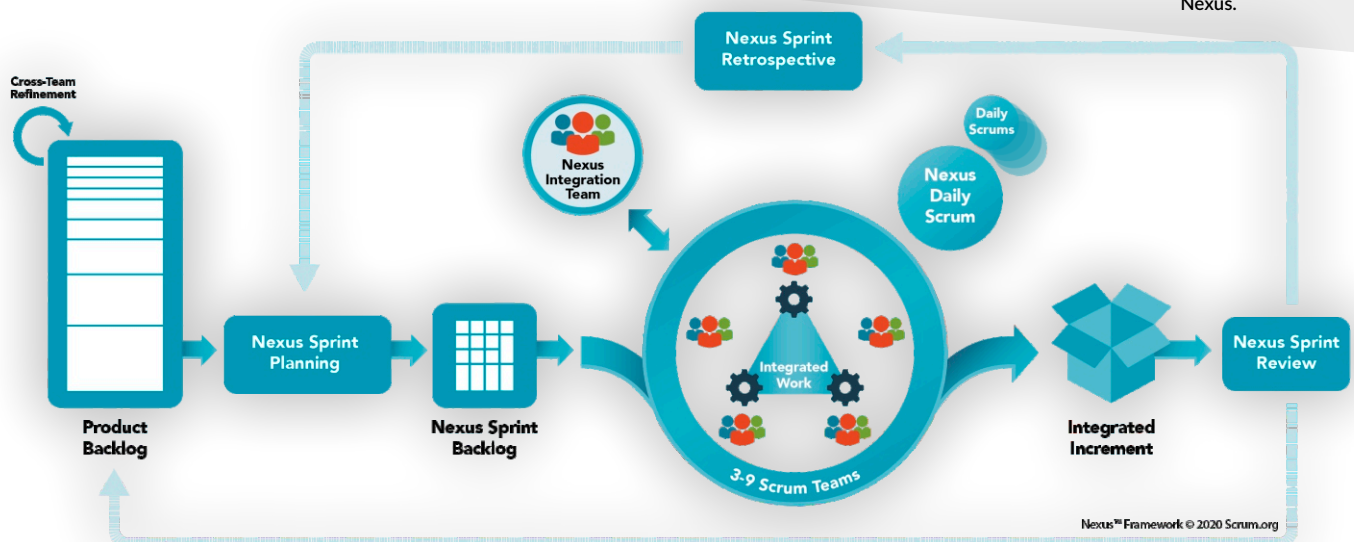 Nexus.
Nexus Sprint
Retrospective
Cross-Team
Refinement
Daily
Scrums
Nexus
Integration
Team
Nexus
Daily
Scrum
Nexus Sprint
Planning
Integrated
Work
Nexus Sprint
Review
Product
Backlog
Nexus Sprint
Backlog
Integrated
Increment
3-9 Scrum Teams
Nexus™ Framework © 2020 Scrum.org